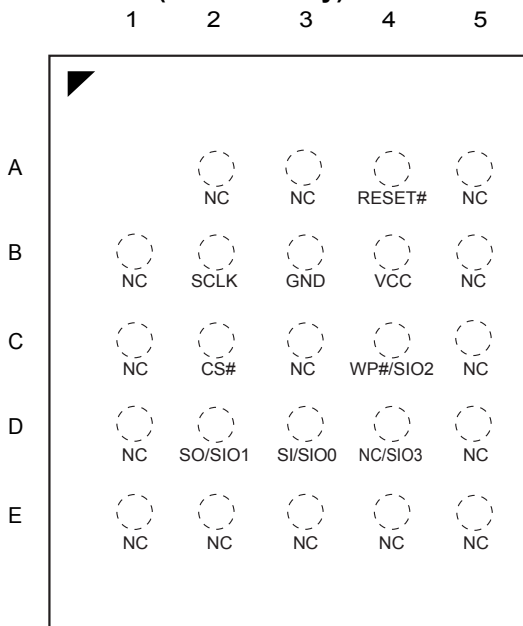 1 2 3 4 5
A
NC NC RESET# NC
B
NC SCLK GND VCC NC
C
NC CS# NC WP#/SIO2 NC
D
NC SO/SIO1 SI/SIO0 NC/SIO3 NC
E
NC NC NC NC NC